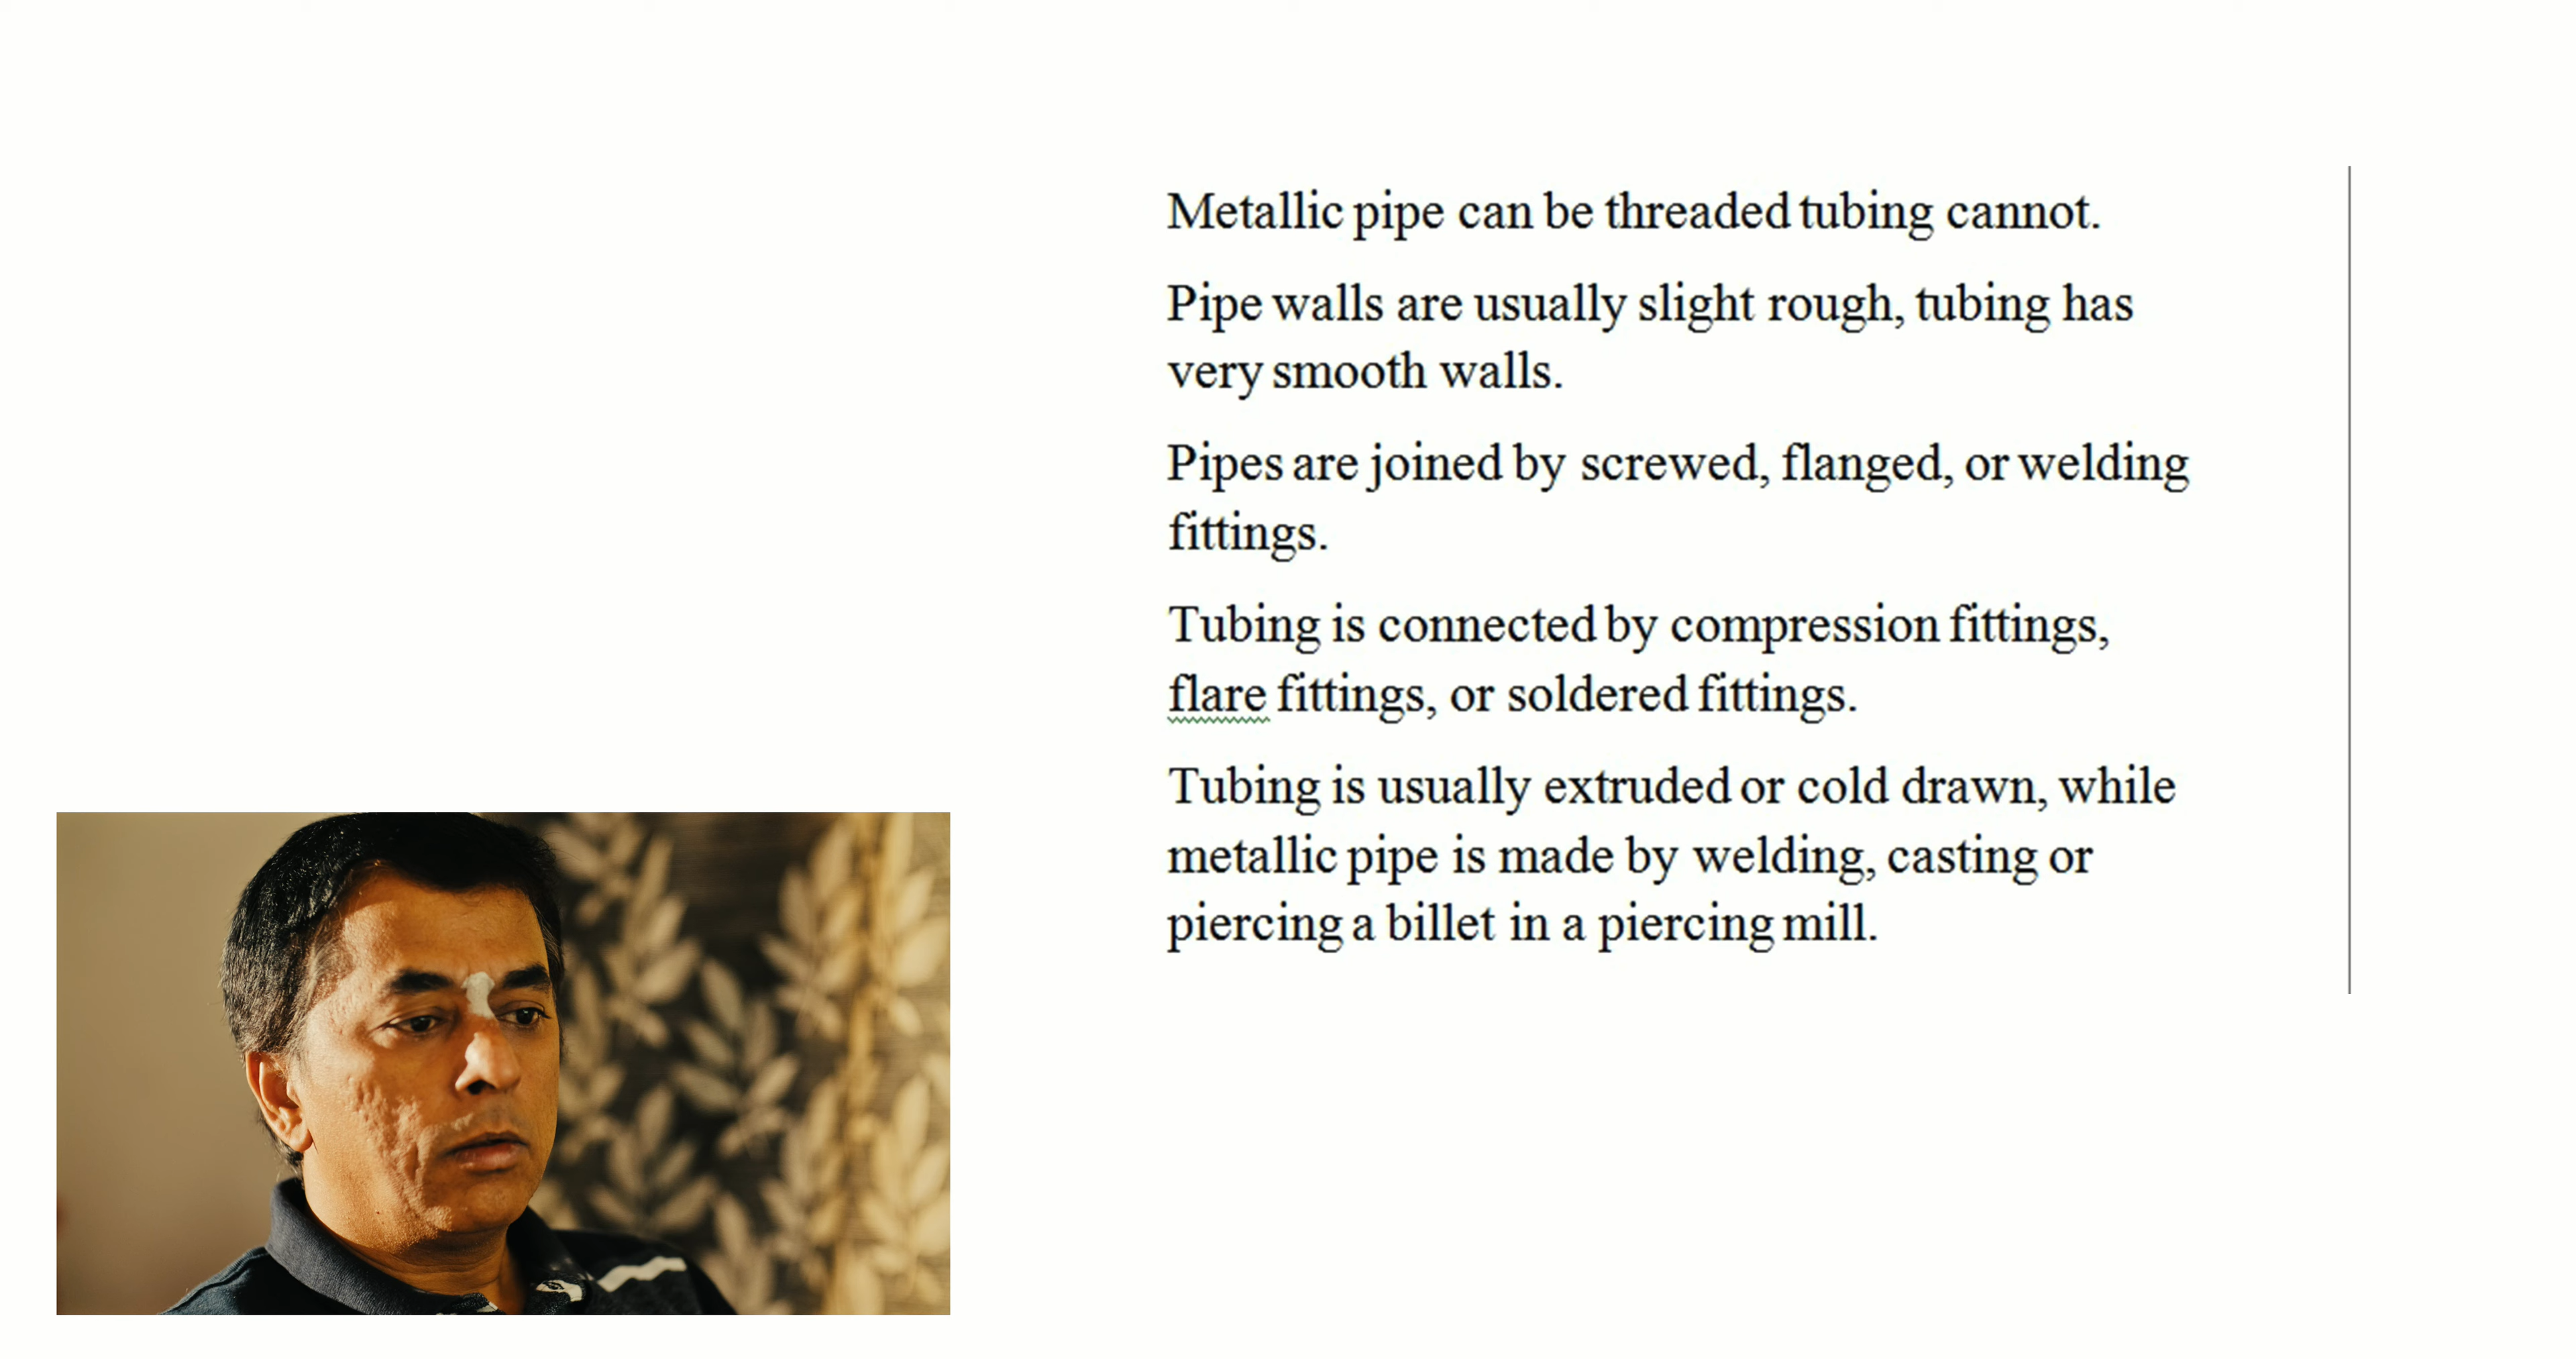 Metallic pipe can be threaded tubing cannot.
Pipe walls are usually slight rough, tubing has
very smooth walls.
Pipes are joined by screwed, flanged, or welding
fittings.
Tubing is connected by compression fittings,
flare fittings, or soldered fittings.
Tubing is usually extruded or cold drawn, while
metallic pipe is made by welding, casting or
piercing a billet in a piercing mill.